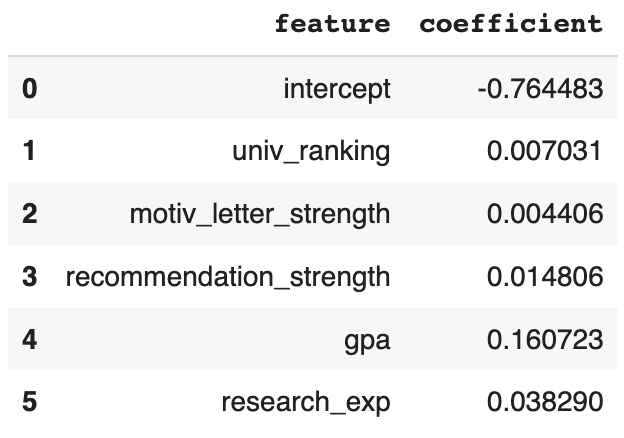 feature coefficient
0 intercept -0.764483
1 univ_ranking 0.007031
2 motiv_letter_strength 0.004406
3 recommendation_strength 0.014806
4 gpa 0.160723
5 research_exp 0.038290